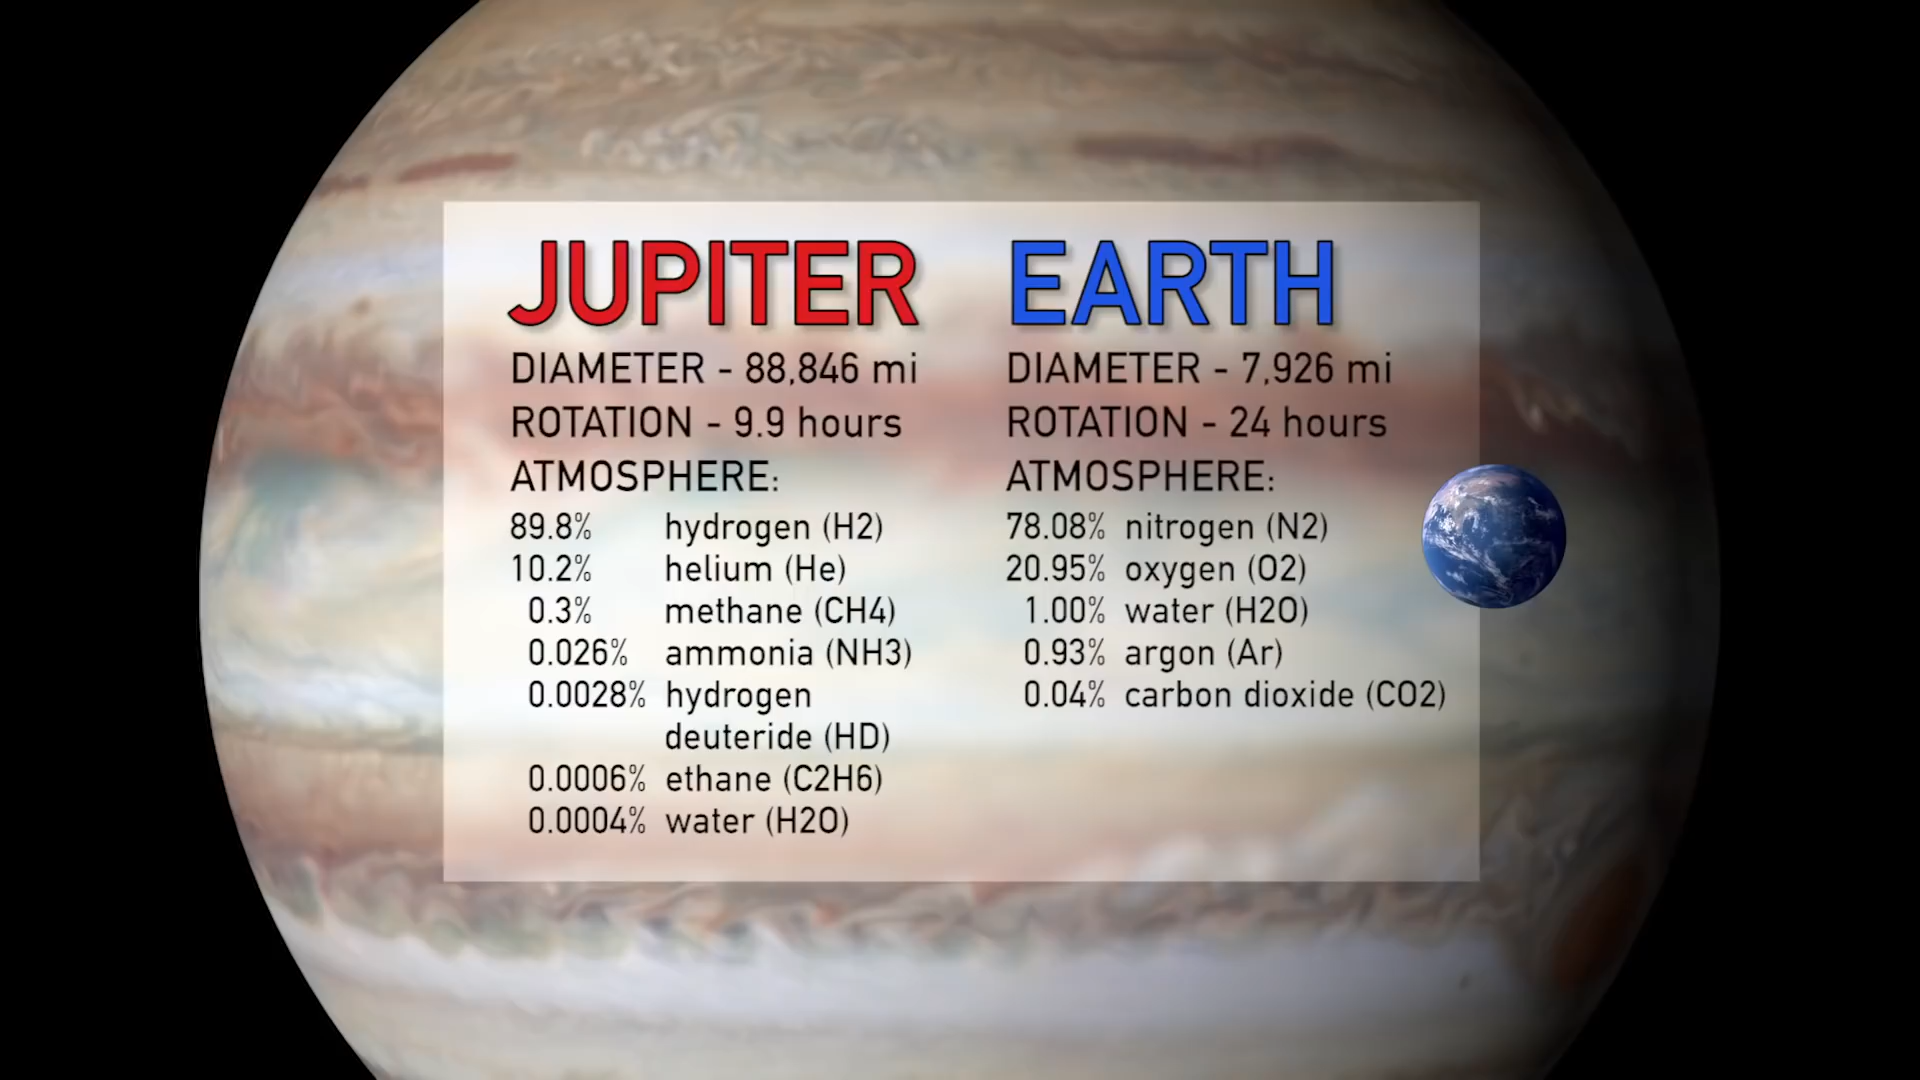 JUPITER
DIAMETER - 88,846 mi
ROTATION - 9.9 hours
ATMOSPHERE:
89.8% hydrogen (H2)
10.2% helium (He)
0.3% methane (CH4)
0.026% ammonia (NH3)
0.0028% hydrogen
deuteride (HD)
0.0006% ethane (C2H6)
0.0004% water (H2O)
EARTH
DIAMETER - 7,926 mi
ROTATION - 24 hours
ATMOSPHERE:
78.08% nitrogen (N2)
20.95% oxygen (O2)
1.00% water (H2O)
0.93% argon (Ar)
0.04% carbon dioxide (CO2)